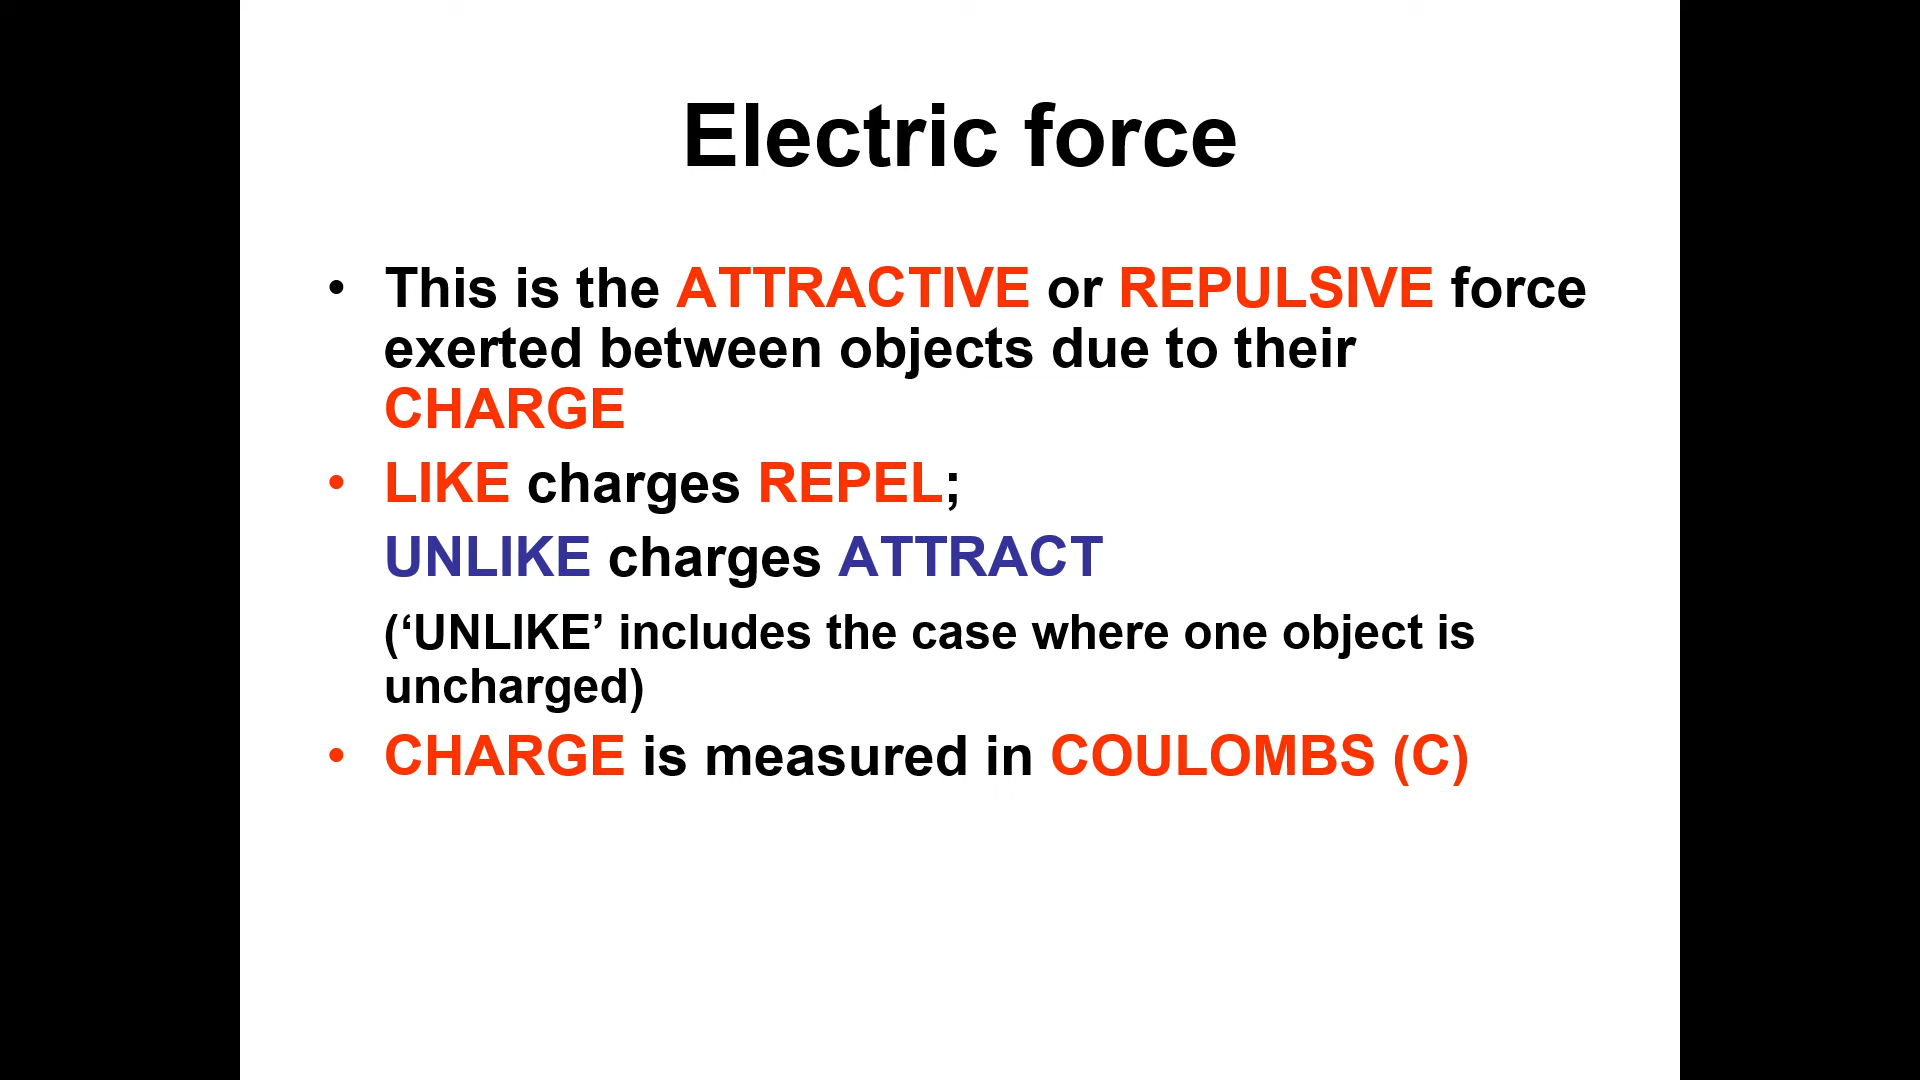 Electric force
• This is the ATTRACTIVE or REPULSIVE force
exerted between objects due to their
CHARGE
• LIKE charges REPEL;
UNLIKE charges ATTRACT
(‘UNLIKE’ includes the case where one object is
uncharged)
• CHARGE is measured in COULOMBS (C)